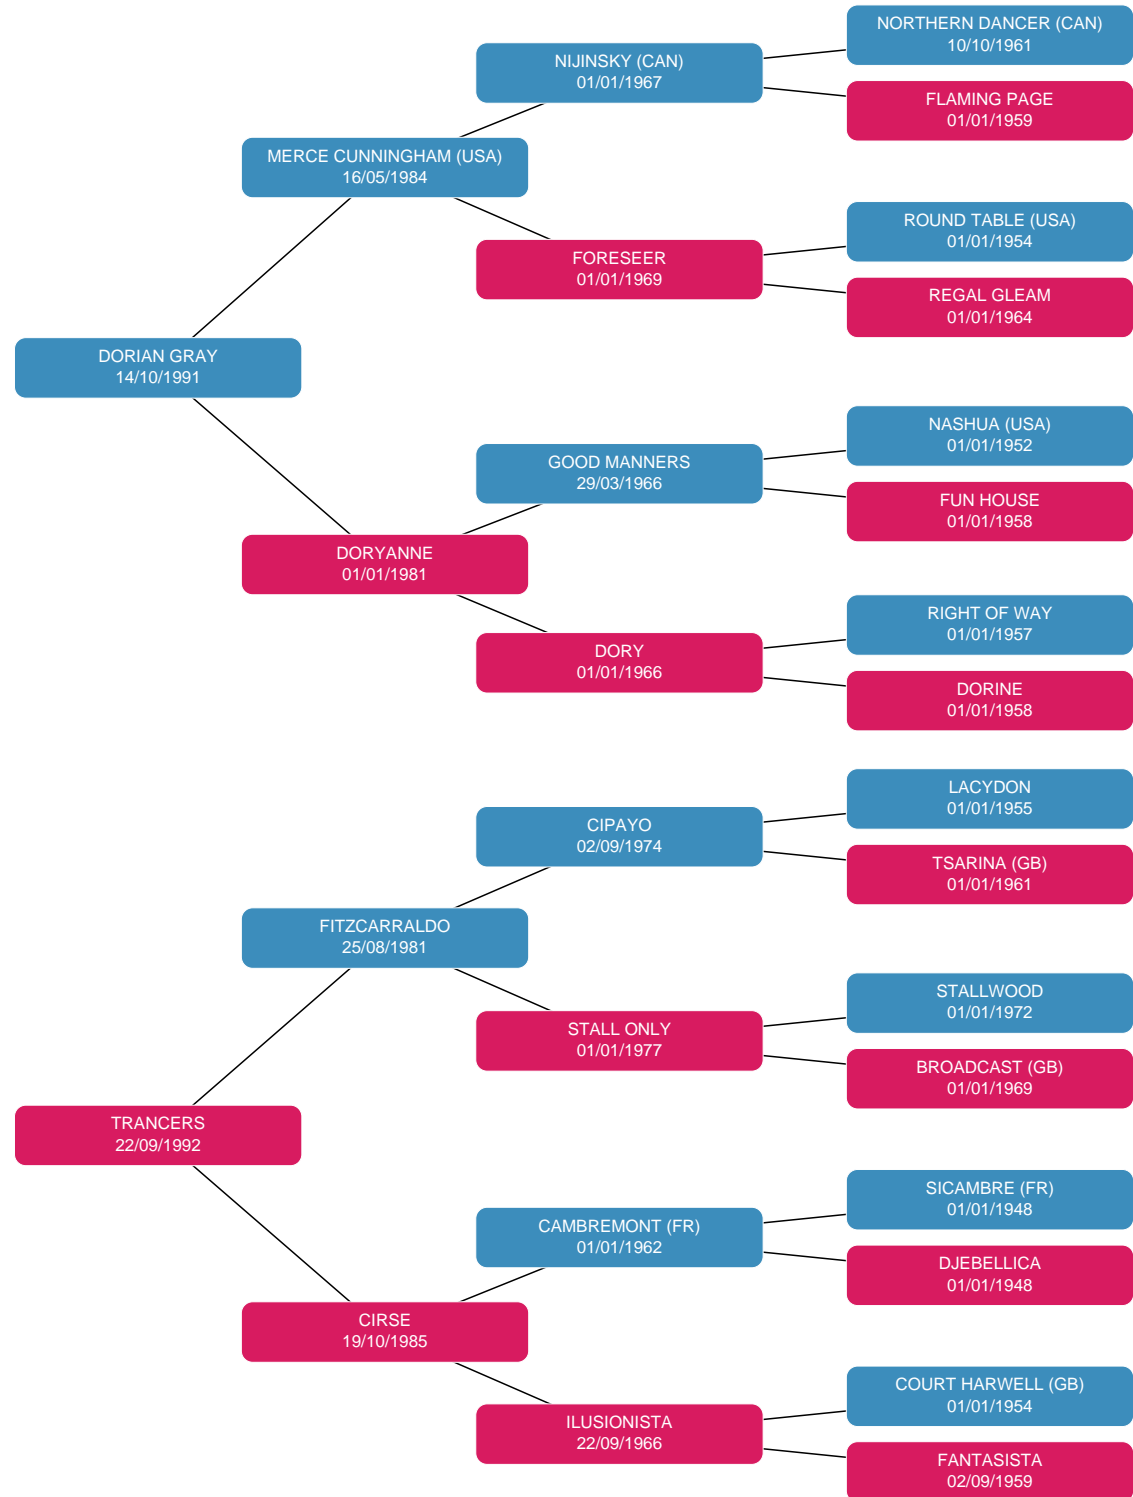 NORTHERN DANCER (CAN)
10/10/1961
NIJINSKY (CAN)
01/01/1967
FLAMING PAGE
01/01/1959
MERCE CUNNINGHAM (USA)
16/05/1984
ROUND TABLE (USA)
01/01/1954
FORESEER
01/01/1969
REGAL GLEAM
01/01/1964
DORIAN GRAY
14/10/1991
NASHUA (USA)
01/01/1952
GOOD MANNERS
29/03/1966
FUN HOUSE
01/01/1958
DORYANNE
01/01/1981
RIGHT OF WAY
01/01/1957
DORY
01/01/1966
DORINE
01/01/1958
LACYDON
01/01/1955
CIPAYO
02/09/1974
TSARINA (GB)
01/01/1961
FITZCARRALDO
25/08/1981
STALLWOOD
01/01/1972
STALL ONLY
01/01/1977
BROADCAST (GB)
01/01/1969
TRANCERS
22/09/1992
SICAMBRE (FR)
01/01/1948
CAMBREMONT (FR)
01/01/1962
DJEBELLICA
01/01/1948
CIRSE
19/10/1985
COURT HARWELL (GB)
01/01/1954
ILUSIONISTA
22/09/1966
FANTASISTA
02/09/1959